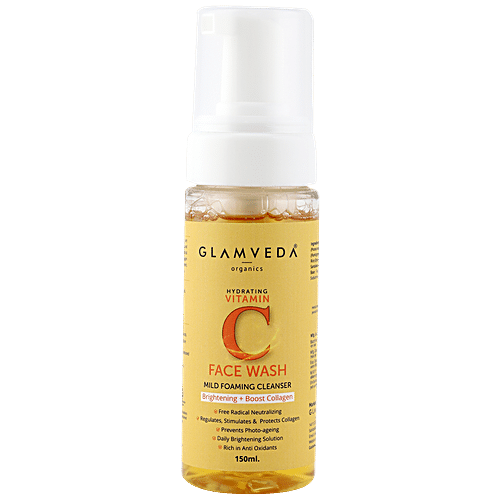 GLAMVEDA®
organics
HYDRATING
VITAMIN
C
FACE WASH
MILD FOAMING CLEANSER
Brightening + Boost Collagen
Free Radical Neutralizing
Regulates, Stimulates & Protects Collagen
Prevents Photo-ageing
Daily Brightening Solution
Rich in Anti Oxidants
150ml.